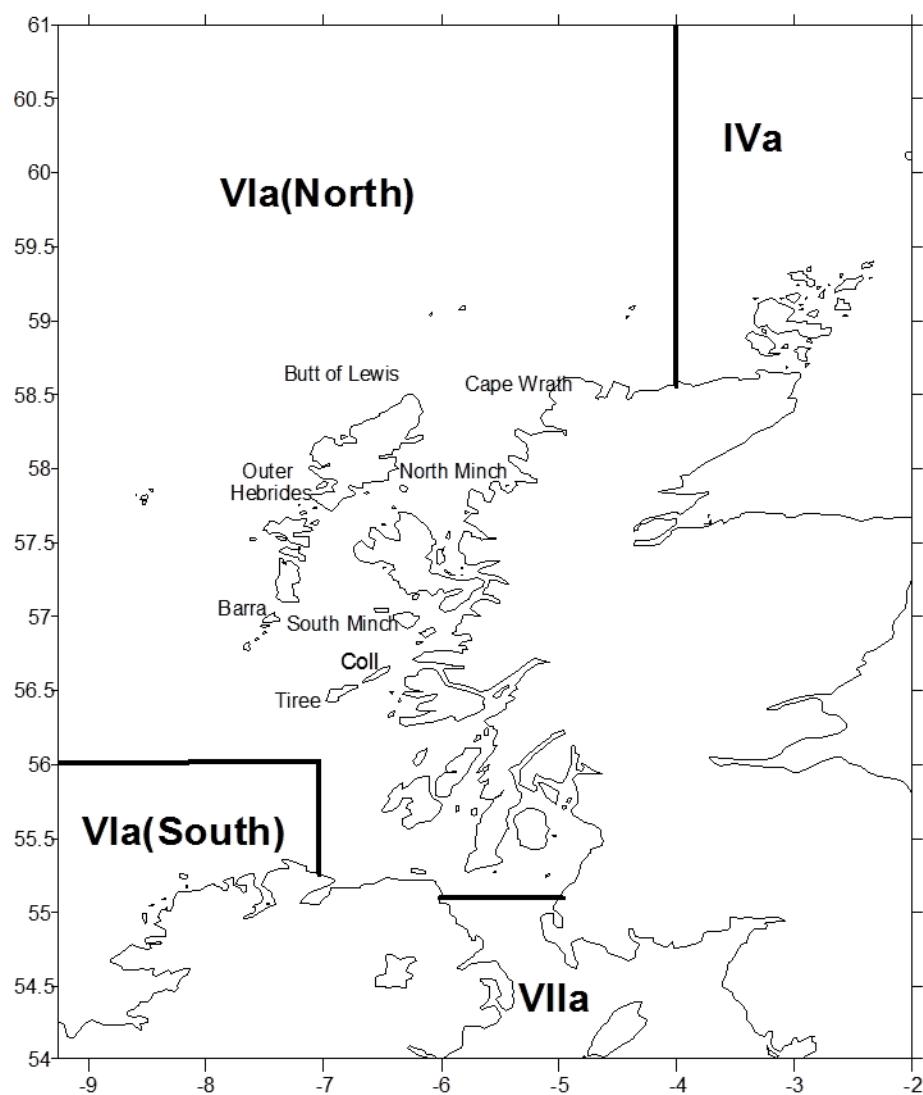 61
60.5
IVa
60
VIa(North)
59.5
59
Butt of Lewis
Cape Wrath
58.5
58
Outer
Hebrides
North Minch
57.5
57
Barra
South Minch
Coll
56.5
Tiree
56
VIa(South)
55.5
55
54.5
VIIa
54
-9 -8 -7 -6 -5 -4 -3 -2